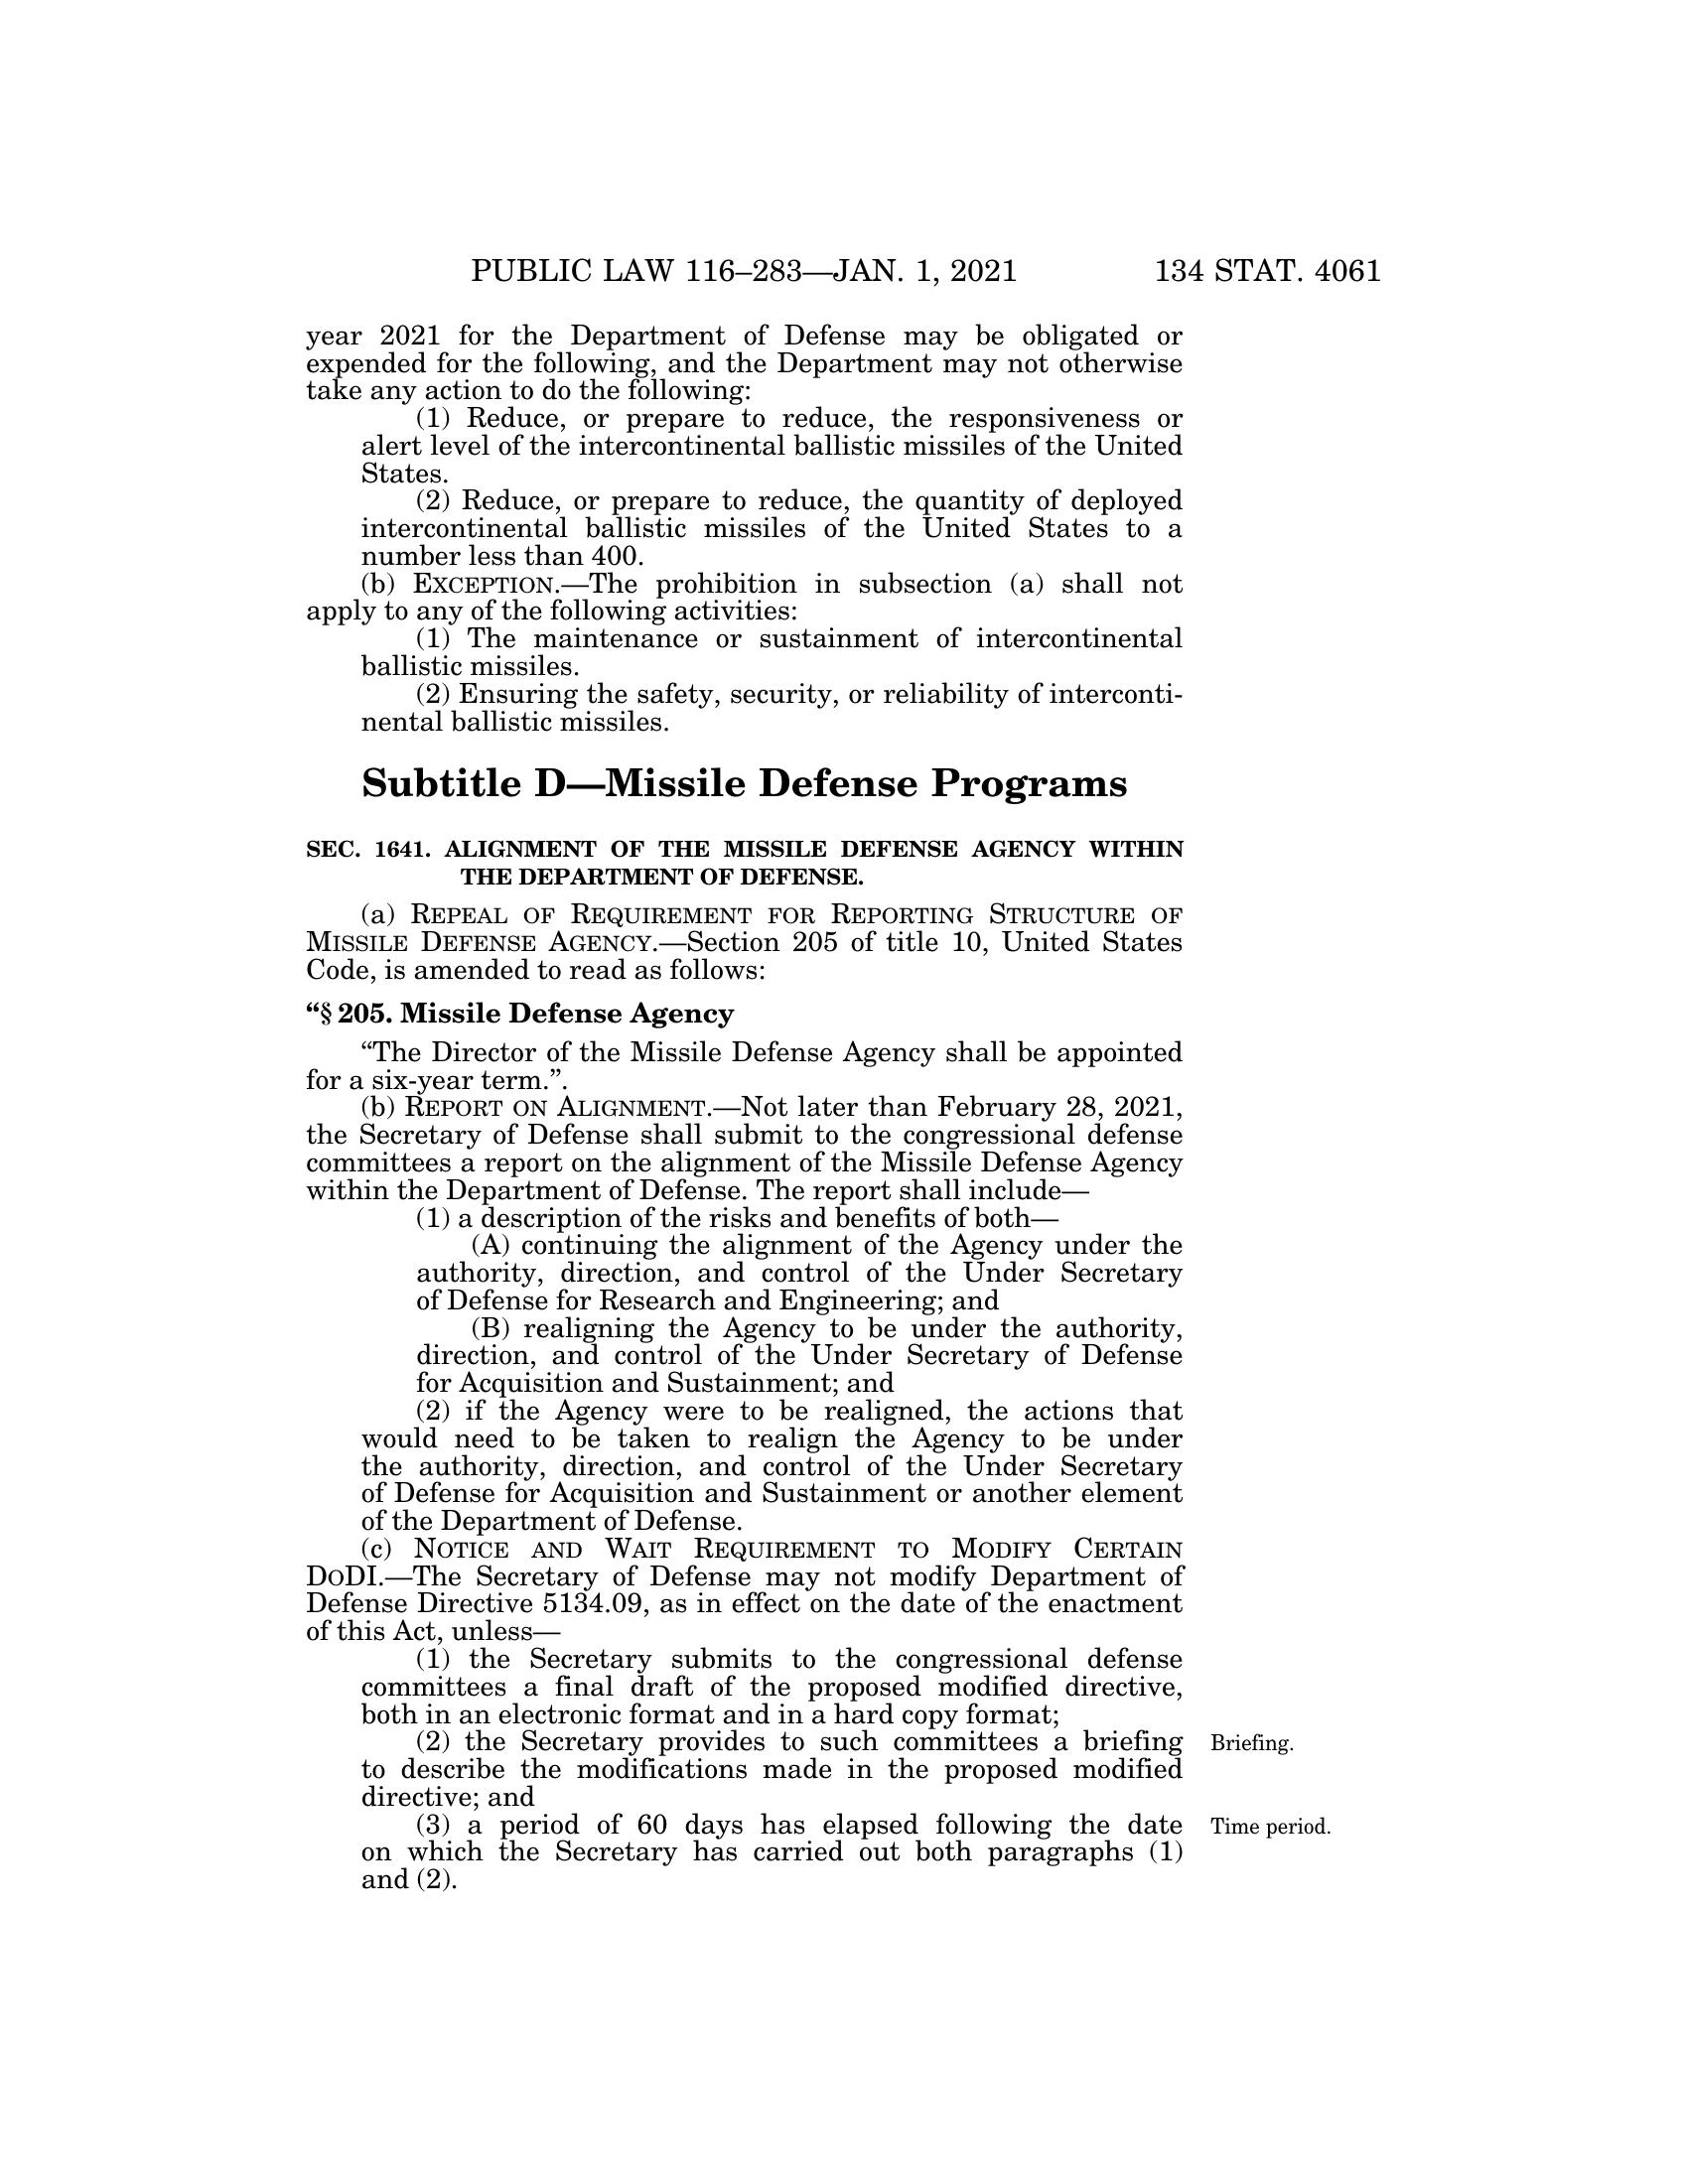 PUBLIC LAW 116–283—JAN. 1, 2021 134 STAT. 4061
year 2021 for the Department of Defense may be obligated or
expended for the following, and the Department may not otherwise
take any action to do the following:
(1) Reduce, or prepare to reduce, the responsiveness or
alert level of the intercontinental ballistic missiles of the United
States.
(2) Reduce, or prepare to reduce, the quantity of deployed
intercontinental ballistic missiles of the United States to a
number less than 400.
(b) EXCEPTION.—The prohibition in subsection (a) shall not
apply to any of the following activities:
(1) The maintenance or sustainment of intercontinental
ballistic missiles.
(2) Ensuring the safety, security, or reliability of interconti-
nental ballistic missiles.
Subtitle D—Missile Defense Programs
SEC. 1641. ALIGNMENT OF THE MISSILE DEFENSE AGENCY WITHIN
THE DEPARTMENT OF DEFENSE.
(a) REPEAL OF REQUIREMENT FOR REPORTING STRUCTURE OF
MISSILE DEFENSE AGENCY.—Section 205 of title 10, United States
Code, is amended to read as follows:
“§ 205. Missile Defense Agency
“The Director of the Missile Defense Agency shall be appointed
for a six-year term.”.
(b) REPORT ON ALIGNMENT.—Not later than February 28, 2021,
the Secretary of Defense shall submit to the congressional defense
committees a report on the alignment of the Missile Defense Agency
within the Department of Defense. The report shall include—
(1) a description of the risks and benefits of both—
(A) continuing the alignment of the Agency under the
authority, direction, and control of the Under Secretary
of Defense for Research and Engineering; and
(B) realigning the Agency to be under the authority,
direction, and control of the Under Secretary of Defense
for Acquisition and Sustainment; and
(2) if the Agency were to be realigned, the actions that
would need to be taken to realign the Agency to be under
the authority, direction, and control of the Under Secretary
of Defense for Acquisition and Sustainment or another element
of the Department of Defense.
(c) NOTICE AND WAIT REQUIREMENT TO MODIFY CERTAIN
DODI.—The Secretary of Defense may not modify Department of
Defense Directive 5134.09, as in effect on the date of the enactment
of this Act, unless—
(1) the Secretary submits to the congressional defense
committees a final draft of the proposed modified directive,
both in an electronic format and in a hard copy format;
(2) the Secretary provides to such committees a briefing Briefing.
to describe the modifications made in the proposed modified
directive; and
(3) a period of 60 days has elapsed following the date Time period.
on which the Secretary has carried out both paragraphs (1)
and (2).